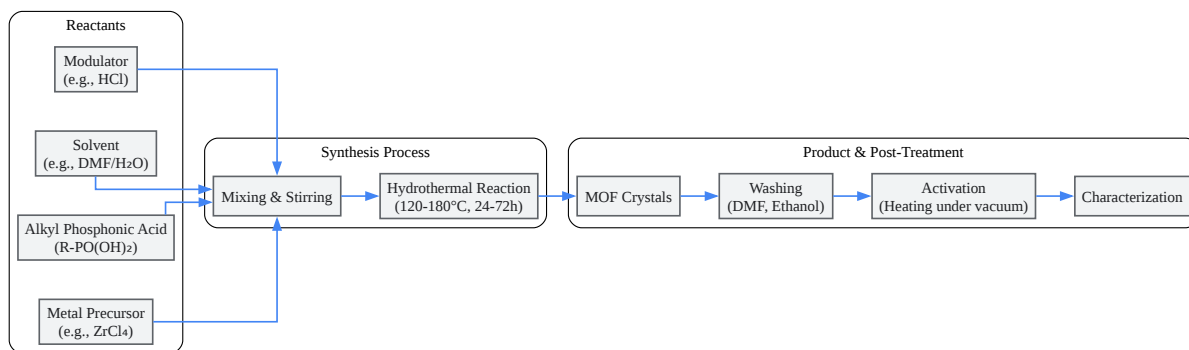 Reactants
Modulator
(e.g., HCl)
Solvent
(e.g., DMF/H₂O)
Alkyl Phosphonic Acid
(R-PO(OH)₂)
Metal Precursor
(e.g., ZrCl₄)
Synthesis Process
Mixing & Stirring
Hydrothermal Reaction
(120-180°C, 24-72h)
Product & Post-Treatment
MOF Crystals
Washing
(DMF, Ethanol)
Activation
(Heating under vacuum)
Characterization